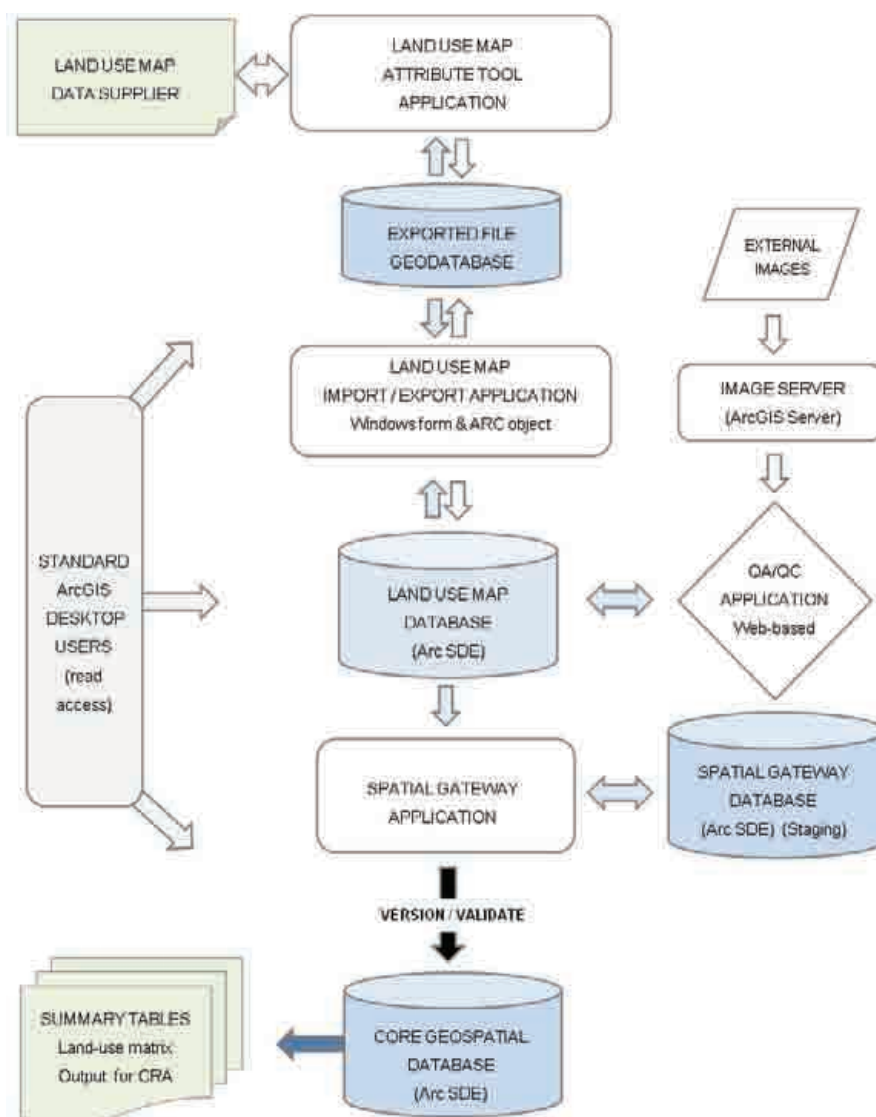 LAND USE MAP
DATA SUPPLIER
LAND USE MAP
ATTRIBUTE TOOL
APPLICATION
EXPORTED FILE
GEODATABASE
EXTERNAL
IMAGES
LAND USE MAP
IMPORT / EXPORT APPLICATION
Windows form & ARC object
IMAGE SERVER
(ArcGIS Server)
STANDARD
ArcGIS
DESKTOP
USERS
(read
access)
LAND USE MAP
DATABASE
(Arc SDE)
QA/QC
APPLICATION
Web-based
SPATIAL GATEWAY
APPLICATION
SPATIAL GATEWAY
DATABASE
(Arc SDE) (Staging)
VERSION / VALIDATE
SUMMARY TABLES
Land-use matrix
Output for CRA
CORE GEOSPATIAL
DATABASE
(Arc SDE)